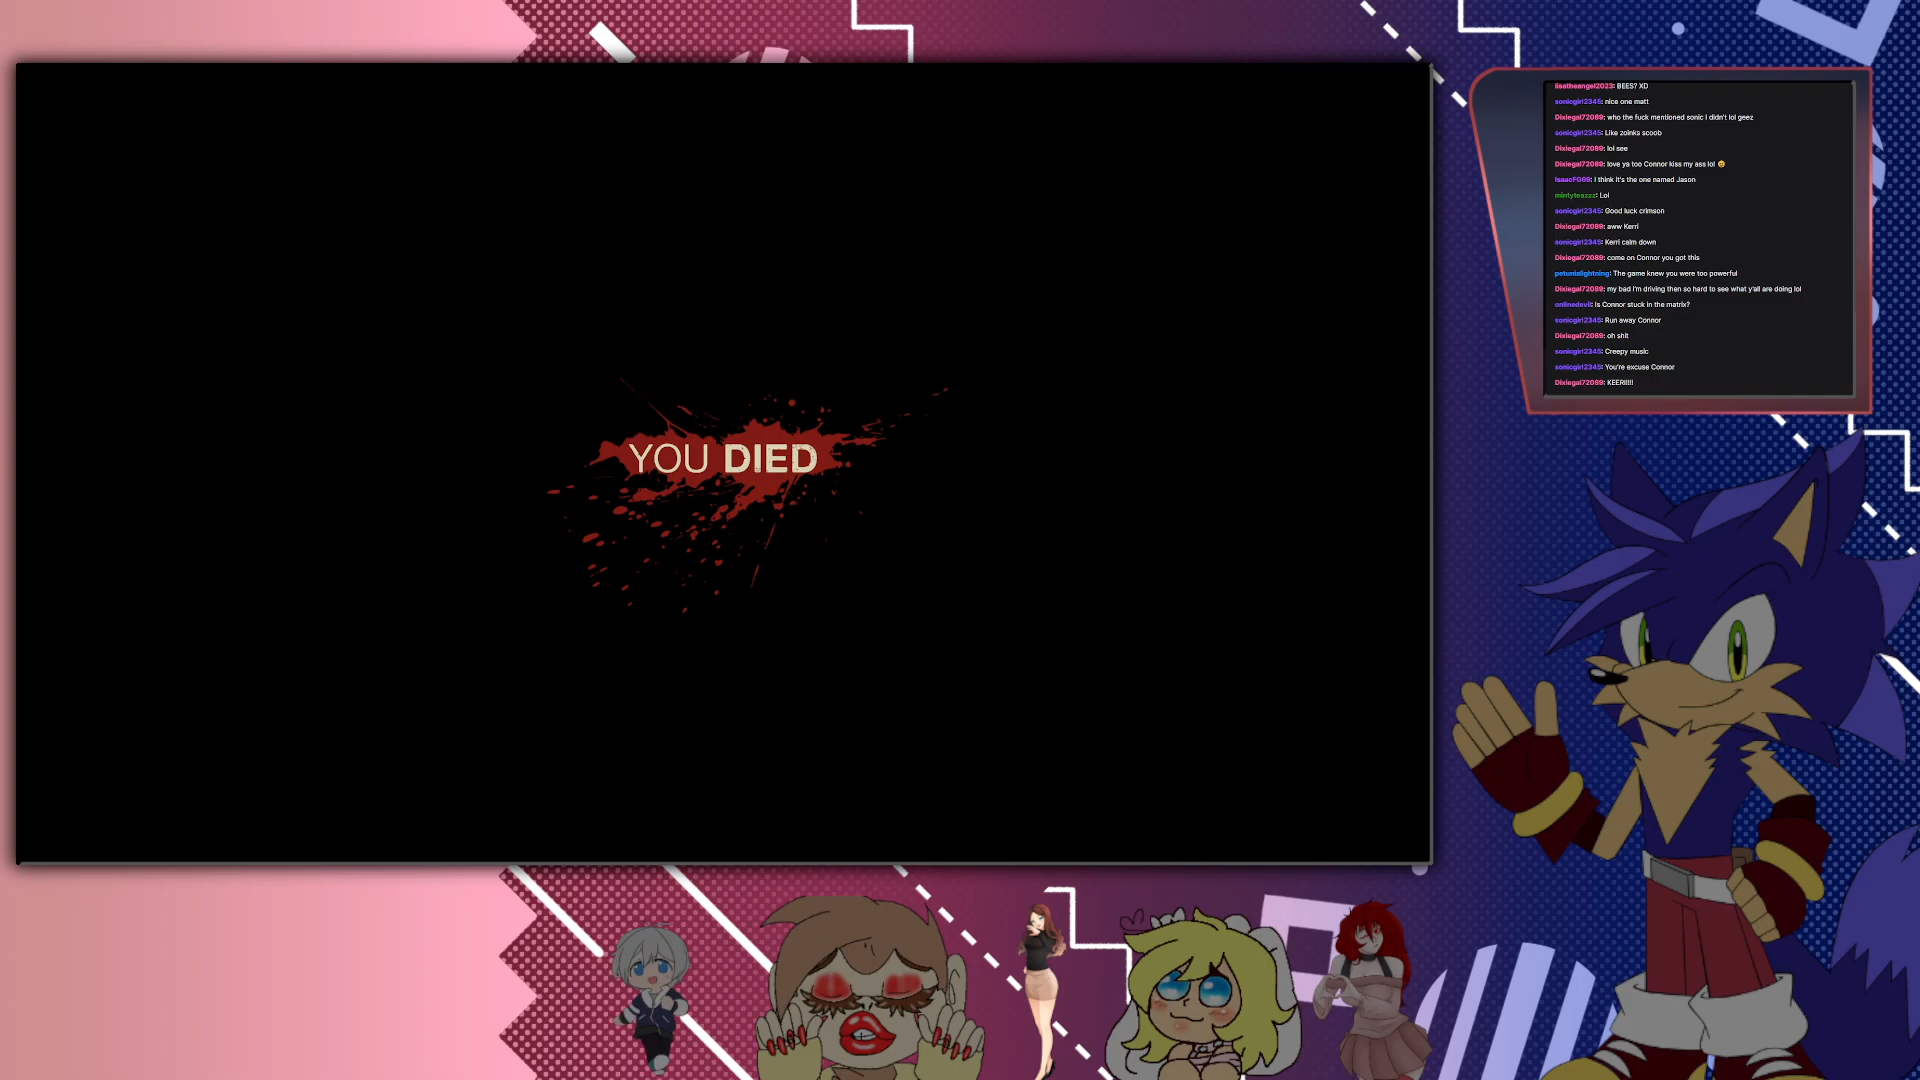 YOU DIED
lisatheangel2023: BEES? XD
sonicgirl2345: nice one matt
Dixiegal72089: who the fuck mentioned sonic I didn't lol geez
sonicgirl2345: Like zoinks scoob
Dixiegal72089: lol see
Dixiegal72089: love ya too Connor kiss my ass lol 😊
IsaacFG69: I think it's the one named Jason
mintyteazzz: Lol
sonicgirl2345: Good luck crimson
Dixiegal72089: aww Kerri
sonicgirl2345: Kerri calm down
Dixiegal72089: come on Connor you got this
petunialightning: The game knew you were too powerful
Dixiegal72089: my bad I'm driving then so hard to see what y'all are doing lol
onlinedevil: Is Connor stuck in the matrix?
sonicgirl2345: Run away Connor
Dixiegal72089: oh shit
sonicgirl2345: Creepy music
sonicgirl2345: You're excuse Connor
Dixiegal72089: KEERI!!!!